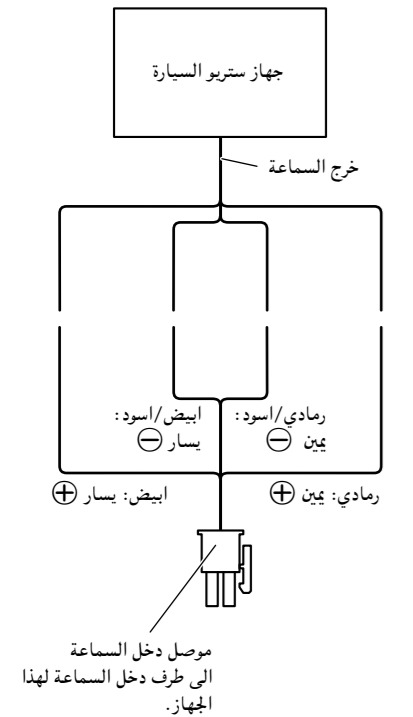 جهاز ستريو السيارة
خرج السماعة
رمادي/اسود:
يمين ⊖
ابيض/اسود:
يسار ⊖
رمادي: يمين ⊕
ابيض: يسار ⊕
موصل دخل السماعة
الى طرف دخل السماعة لهذا
الجهاز.